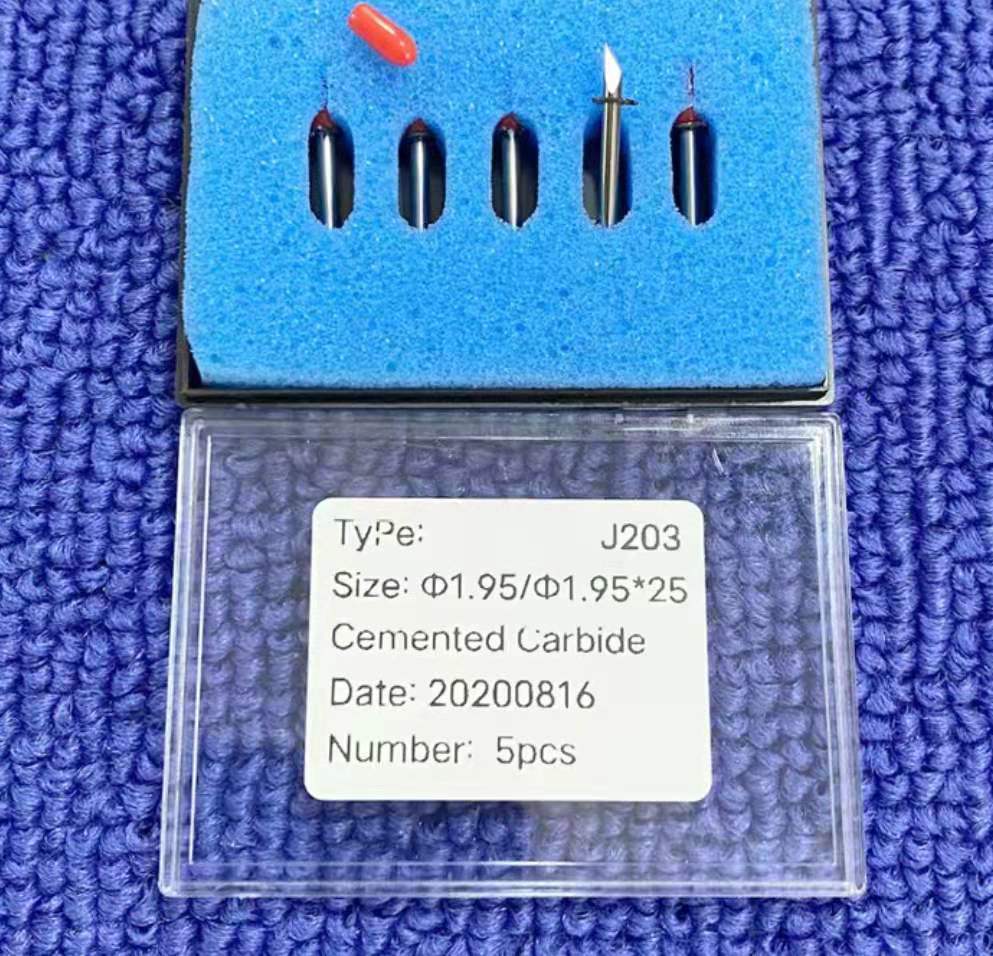 TyPe: J203
Size: Φ1.95/Φ1.95*25
Cemented Carbide
Date: 20200816
Number: 5pcs